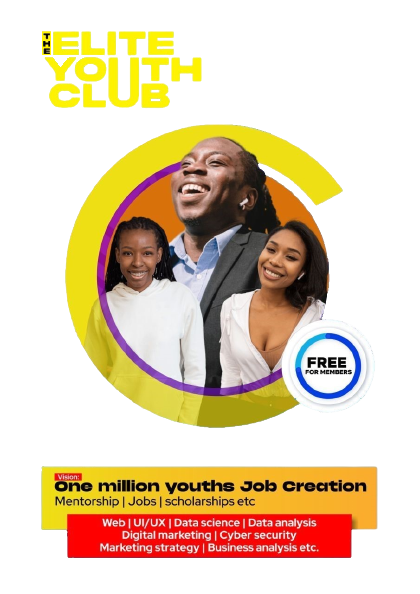 THE ELITE
YOUTH
CLUB
FREE
FOR MEMBERS
Vision:
One million youths Job Creation
Mentorship | Jobs | scholarships etc
Web | UI/UX | Data science | Data analysis
Digital marketing | Cyber security
Marketing strategy | Business analysis etc.